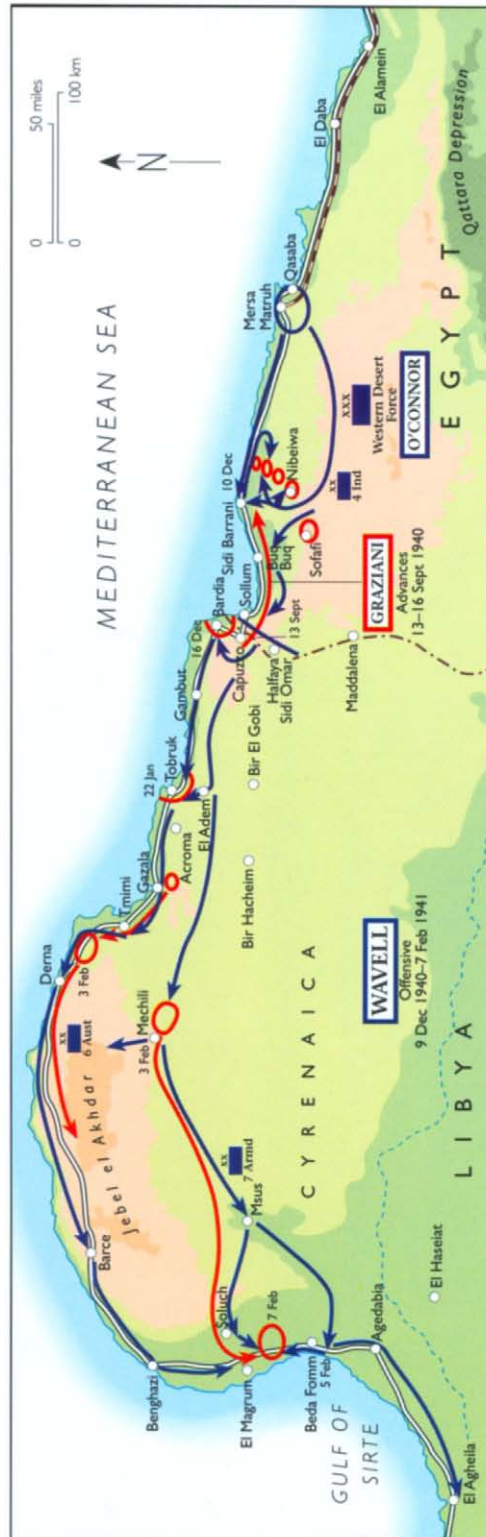 0 50 miles
0 100 km
N
MEDITERRANEAN SEA
GULF OF
SIRTE
EGYPT
LIBYA
CYRENAICA
Jebel el Akhdar
Qattara Depression
El Alamein
El Daba
Qasaba
Mersa
Matruh
Sidi Barrani
10 Dec
Nibeiwa
Buq
Buq
Sofafi
Sollum
Bardia
16 Dec
Capuzzo
13 Sept
Halfaya
Sidi Omar
Maddalena
Gambut
Tobruk
22 Jan
El Adem
Bir El Gobi
Acroma
Gazala
Bir Hacheim
Tmimi
Derna
3 Feb
Mechili
3 Feb
xx
6 Aust
Barce
Benghazi
Soluch
El Magrum
7 Feb
Msus
xx
7 Armd
Beda Fomm
5 Feb
Agedabia
El Haseiat
El Agheila
WAVELL
Offensive
9 Dec 1940–7 Feb 1941
GRAZIANI
Advances
13–16 Sept 1940
xx
4 Ind
xxx
Western Desert
Force
O'CONNOR